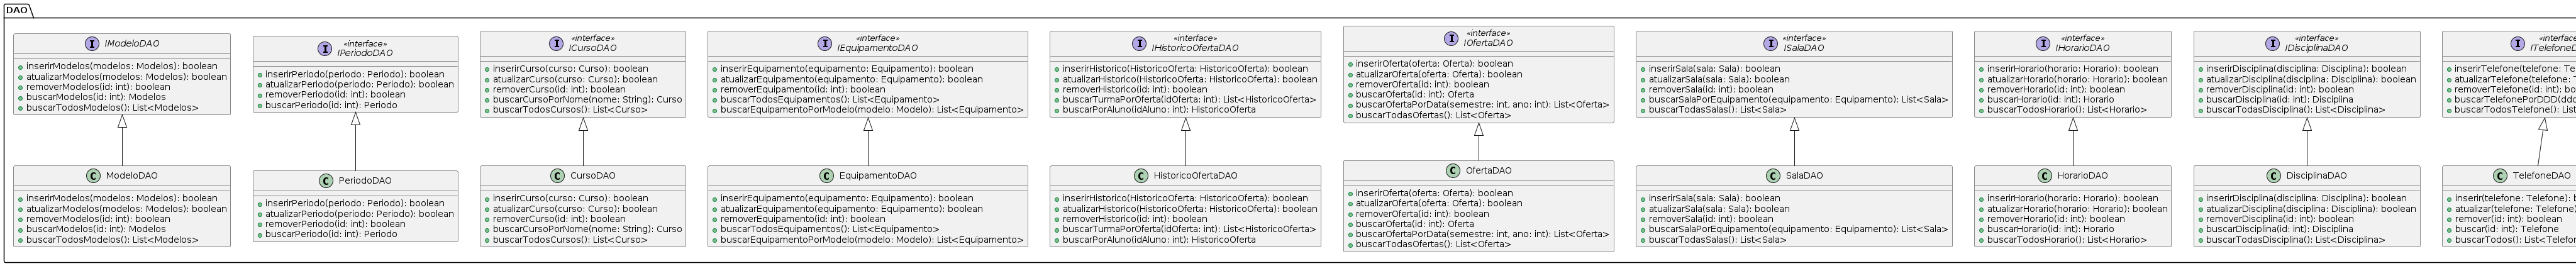 DAO
IModeloDAO
inserirModelos(modelos: Modelos): boolean
atualizarModelos(modelos: Modelos): boolean
removerModelos(id: int): boolean
buscarModelos(id: int): Modelos
buscarTodosModelos(): List<Modelos>
«interface»
IPeriodoDAO
inserirPeriodo(periodo: Periodo): boolean
atualizarPeriodo(periodo: Periodo): boolean
removerPeriodo(id: int): boolean
buscarPeriodo(id: int): Periodo
«interface»
ICursoDAO
inserirCurso(curso: Curso): boolean
atualizarCurso(curso: Curso): boolean
removerCurso(id: int): boolean
buscarCursoPorNome(nome: String): Curso
buscarTodosCursos(): List<Curso>
«interface»
IEquipamentoDAO
inserirEquipamento(equipamento: Equipamento): boolean
atualizarEquipamento(equipamento: Equipamento): boolean
removerEquipamento(id: int): boolean
buscarTodosEquipamentos(): List<Equipamento>
buscarEquipamentoPorModelo(modelo: Modelo): List<Equipamento>
«interface»
IHistoricoOfertaDAO
inserirHistorico(HistoricoOferta: HistoricoOferta): boolean
atualizarHistorico(HistoricoOferta: HistoricoOferta): boolean
removerHistorico(id: int): boolean
buscarTurmaPorOferta(idOferta: int): List<HistoricoOferta>
buscarPorAluno(idAluno: int): HistoricoOferta
«interface»
IOfertaDAO
inserirOferta(oferta: Oferta): boolean
atualizarOferta(oferta: Oferta): boolean
removerOferta(id: int): boolean
buscarOferta(id: int): Oferta
buscarOfertaPorData(semestre: int, ano: int): List<Oferta>
buscarTodasOfertas(): List<Oferta>
«interface»
ISalaDAO
inserirSala(sala: Sala): boolean
atualizarSala(sala: Sala): boolean
removerSala(id: int): boolean
buscarSalaPorEquipamento(equipamento: Equipamento): List<Sala>
buscarTodasSalas(): List<Sala>
«interface»
IHorarioDAO
inserirHorario(horario: Horario): boolean
atualizarHorario(horario: Horario): boolean
removerHorario(id: int): boolean
buscarHorario(id: int): Horario
buscarTodosHorario(): List<Horario>
«interface»
IDisciplinaDAO
inserirDisciplina(disciplina: Disciplina): boolean
atualizarDisciplina(disciplina: Disciplina): boolean
removerDisciplina(id: int): boolean
buscarDisciplina(id: int): Disciplina
buscarTodasDisciplina(): List<Disciplina>
«interfac
ITelefoneD
inserirTelefone(telefone: Te
atualizarTelefone(telefone:
removerTelefone(id: int): bo
buscarTelefonePorDDD(ddd
buscarTodosTelefone(): List
ModeloDAO
inserirModelos(modelos: Modelos): boolean
atualizarModelos(modelos: Modelos): boolean
removerModelos(id: int): boolean
buscarModelos(id: int): Modelos
buscarTodosModelos(): List<Modelos>
PeriodoDAO
inserirPeriodo(periodo: Periodo): boolean
atualizarPeriodo(periodo: Periodo): boolean
removerPeriodo(id: int): boolean
buscarPeriodo(id: int): Periodo
CursoDAO
inserirCurso(curso: Curso): boolean
atualizarCurso(curso: Curso): boolean
removerCurso(id: int): boolean
buscarCursoPorNome(nome: String): Curso
buscarTodosCursos(): List<Curso>
EquipamentoDAO
inserirEquipamento(equipamento: Equipamento): boolean
atualizarEquipamento(equipamento: Equipamento): boolean
removerEquipamento(id: int): boolean
buscarTodosEquipamentos(): List<Equipamento>
buscarEquipamentoPorModelo(modelo: Modelo): List<Equipamento>
HistoricoOfertaDAO
inserirHistorico(HistoricoOferta: HistoricoOferta): boolean
atualizarHistorico(HistoricoOferta: HistoricoOferta): boolean
removerHistorico(id: int): boolean
buscarTurmaPorOferta(idOferta: int): List<HistoricoOferta>
buscarPorAluno(idAluno: int): HistoricoOferta
OfertaDAO
inserirOferta(oferta: Oferta): boolean
atualizarOferta(oferta: Oferta): boolean
removerOferta(id: int): boolean
buscarOferta(id: int): Oferta
buscarOfertaPorData(semestre: int, ano: int): List<Oferta>
buscarTodasOfertas(): List<Oferta>
SalaDAO
inserirSala(sala: Sala): boolean
atualizarSala(sala: Sala): boolean
removerSala(id: int): boolean
buscarSalaPorEquipamento(equipamento: Equipamento): List<Sala>
buscarTodasSalas(): List<Sala>
HorarioDAO
inserirHorario(horario: Horario): boolean
atualizarHorario(horario: Horario): boolean
removerHorario(id: int): boolean
buscarHorario(id: int): Horario
buscarTodosHorario(): List<Horario>
DisciplinaDAO
inserirDisciplina(disciplina: Disciplina): boolean
atualizarDisciplina(disciplina: Disciplina): boolean
removerDisciplina(id: int): boolean
buscarDisciplina(id: int): Disciplina
buscarTodasDisciplina(): List<Disciplina>
TelefoneDAO
inserir(telefone: Telefone): b
atualizar(telefone: Telefone)
remover(id: int): boolean
buscar(id: int): Telefone
buscarTodos(): List<Telefon